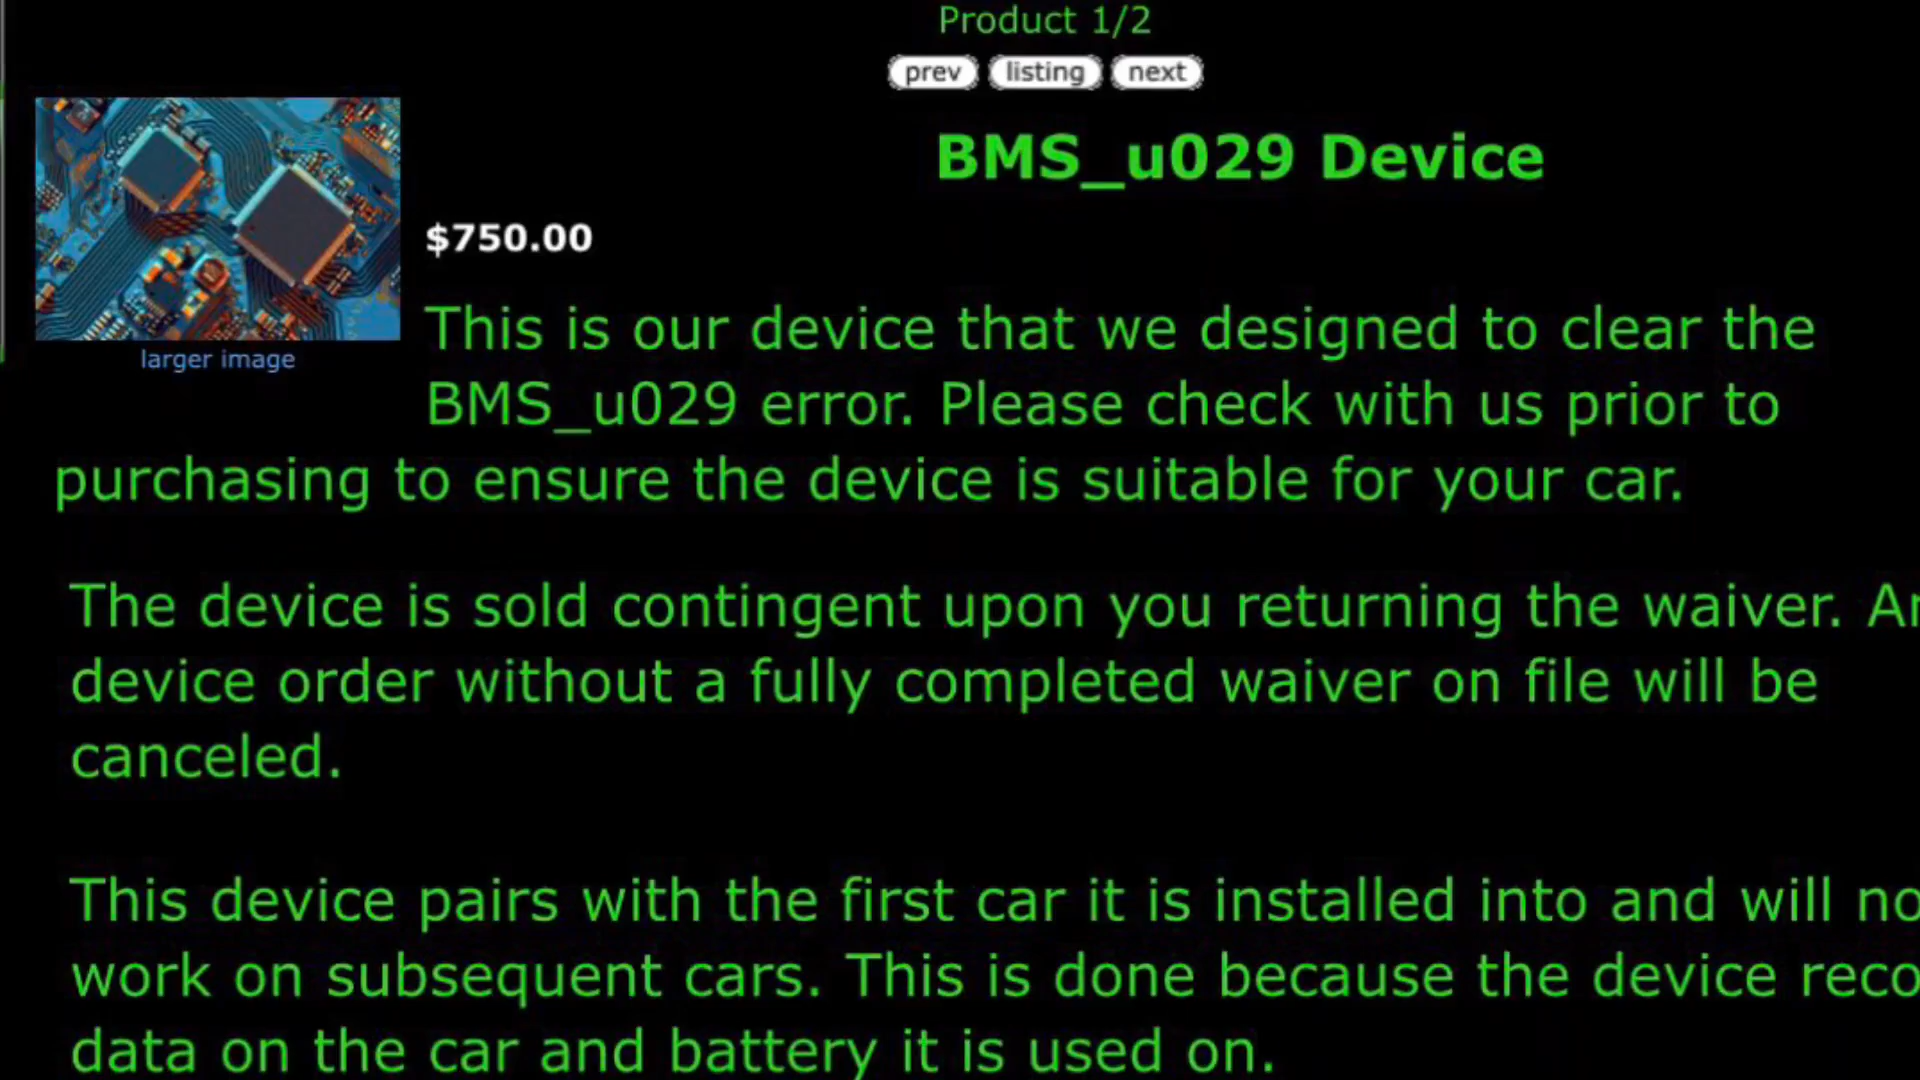 Product 1/2
prev listing next
BMS_u029 Device
$750.00
larger image
This is our device that we designed to clear the
BMS_u029 error. Please check with us prior to
purchasing to ensure the device is suitable for your car.
The device is sold contingent upon you returning the waiver.
device order without a fully completed waiver on file will be
canceled.
This device pairs with the first car it is installed into and will
work on subsequent cars. This is done because the device
data on the car and battery it is used on.